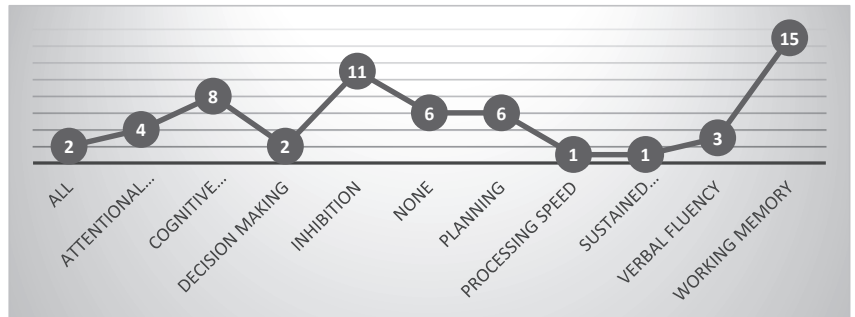 2
4
8
2
11
6
6
1
1
3
15
ALL
ATTENTIONAL...
COGNITIVE...
DECISION MAKING
INHIBITION
NONE
PLANNING
PROCESSING SPEED
SUSTAINED...
VERBAL FLUENCY
WORKING MEMORY